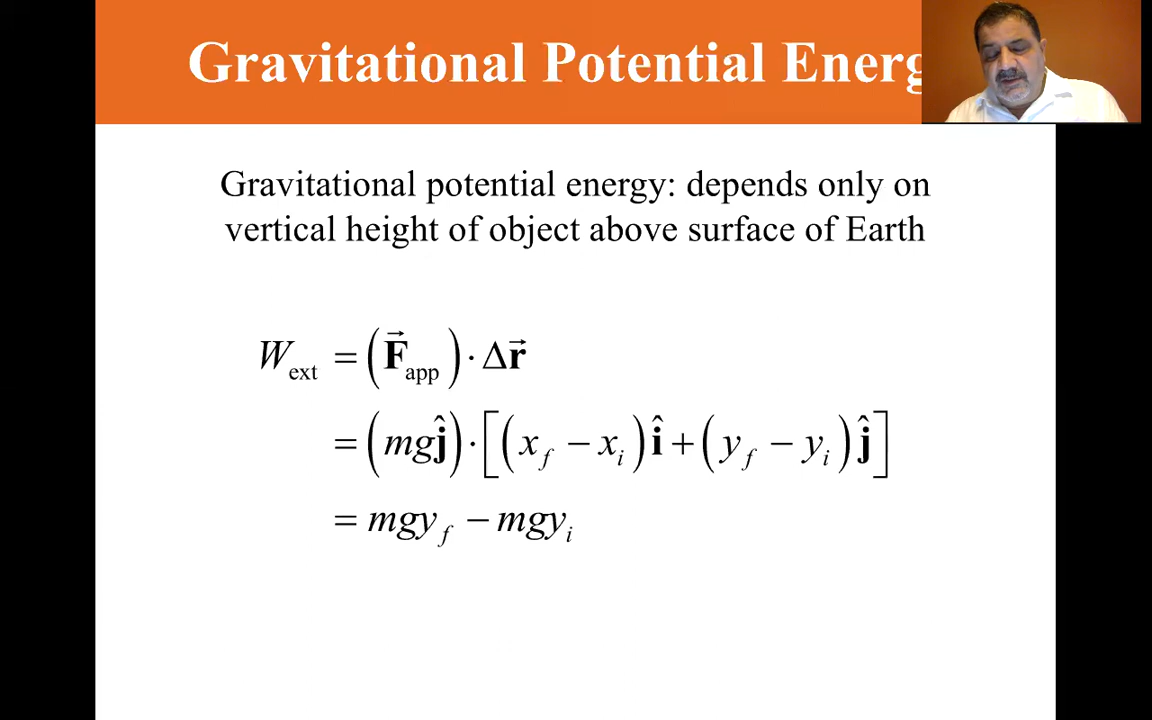 Gravitational Potential Energ
Gravitational potential energy: depends only on
vertical height of object above surface of Earth
W_ext = (F⃗_app) · Δr⃗
= (mgĵ) · [(x_f − x_i)î + (y_f − y_i)ĵ]
= mgy_f − mgy_i